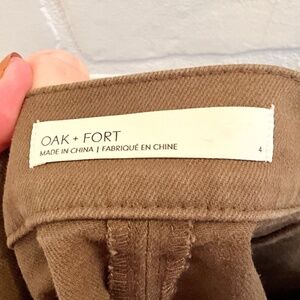 OAK + FORT
MADE IN CHINA | FABRIQUÉ EN CHINE 4